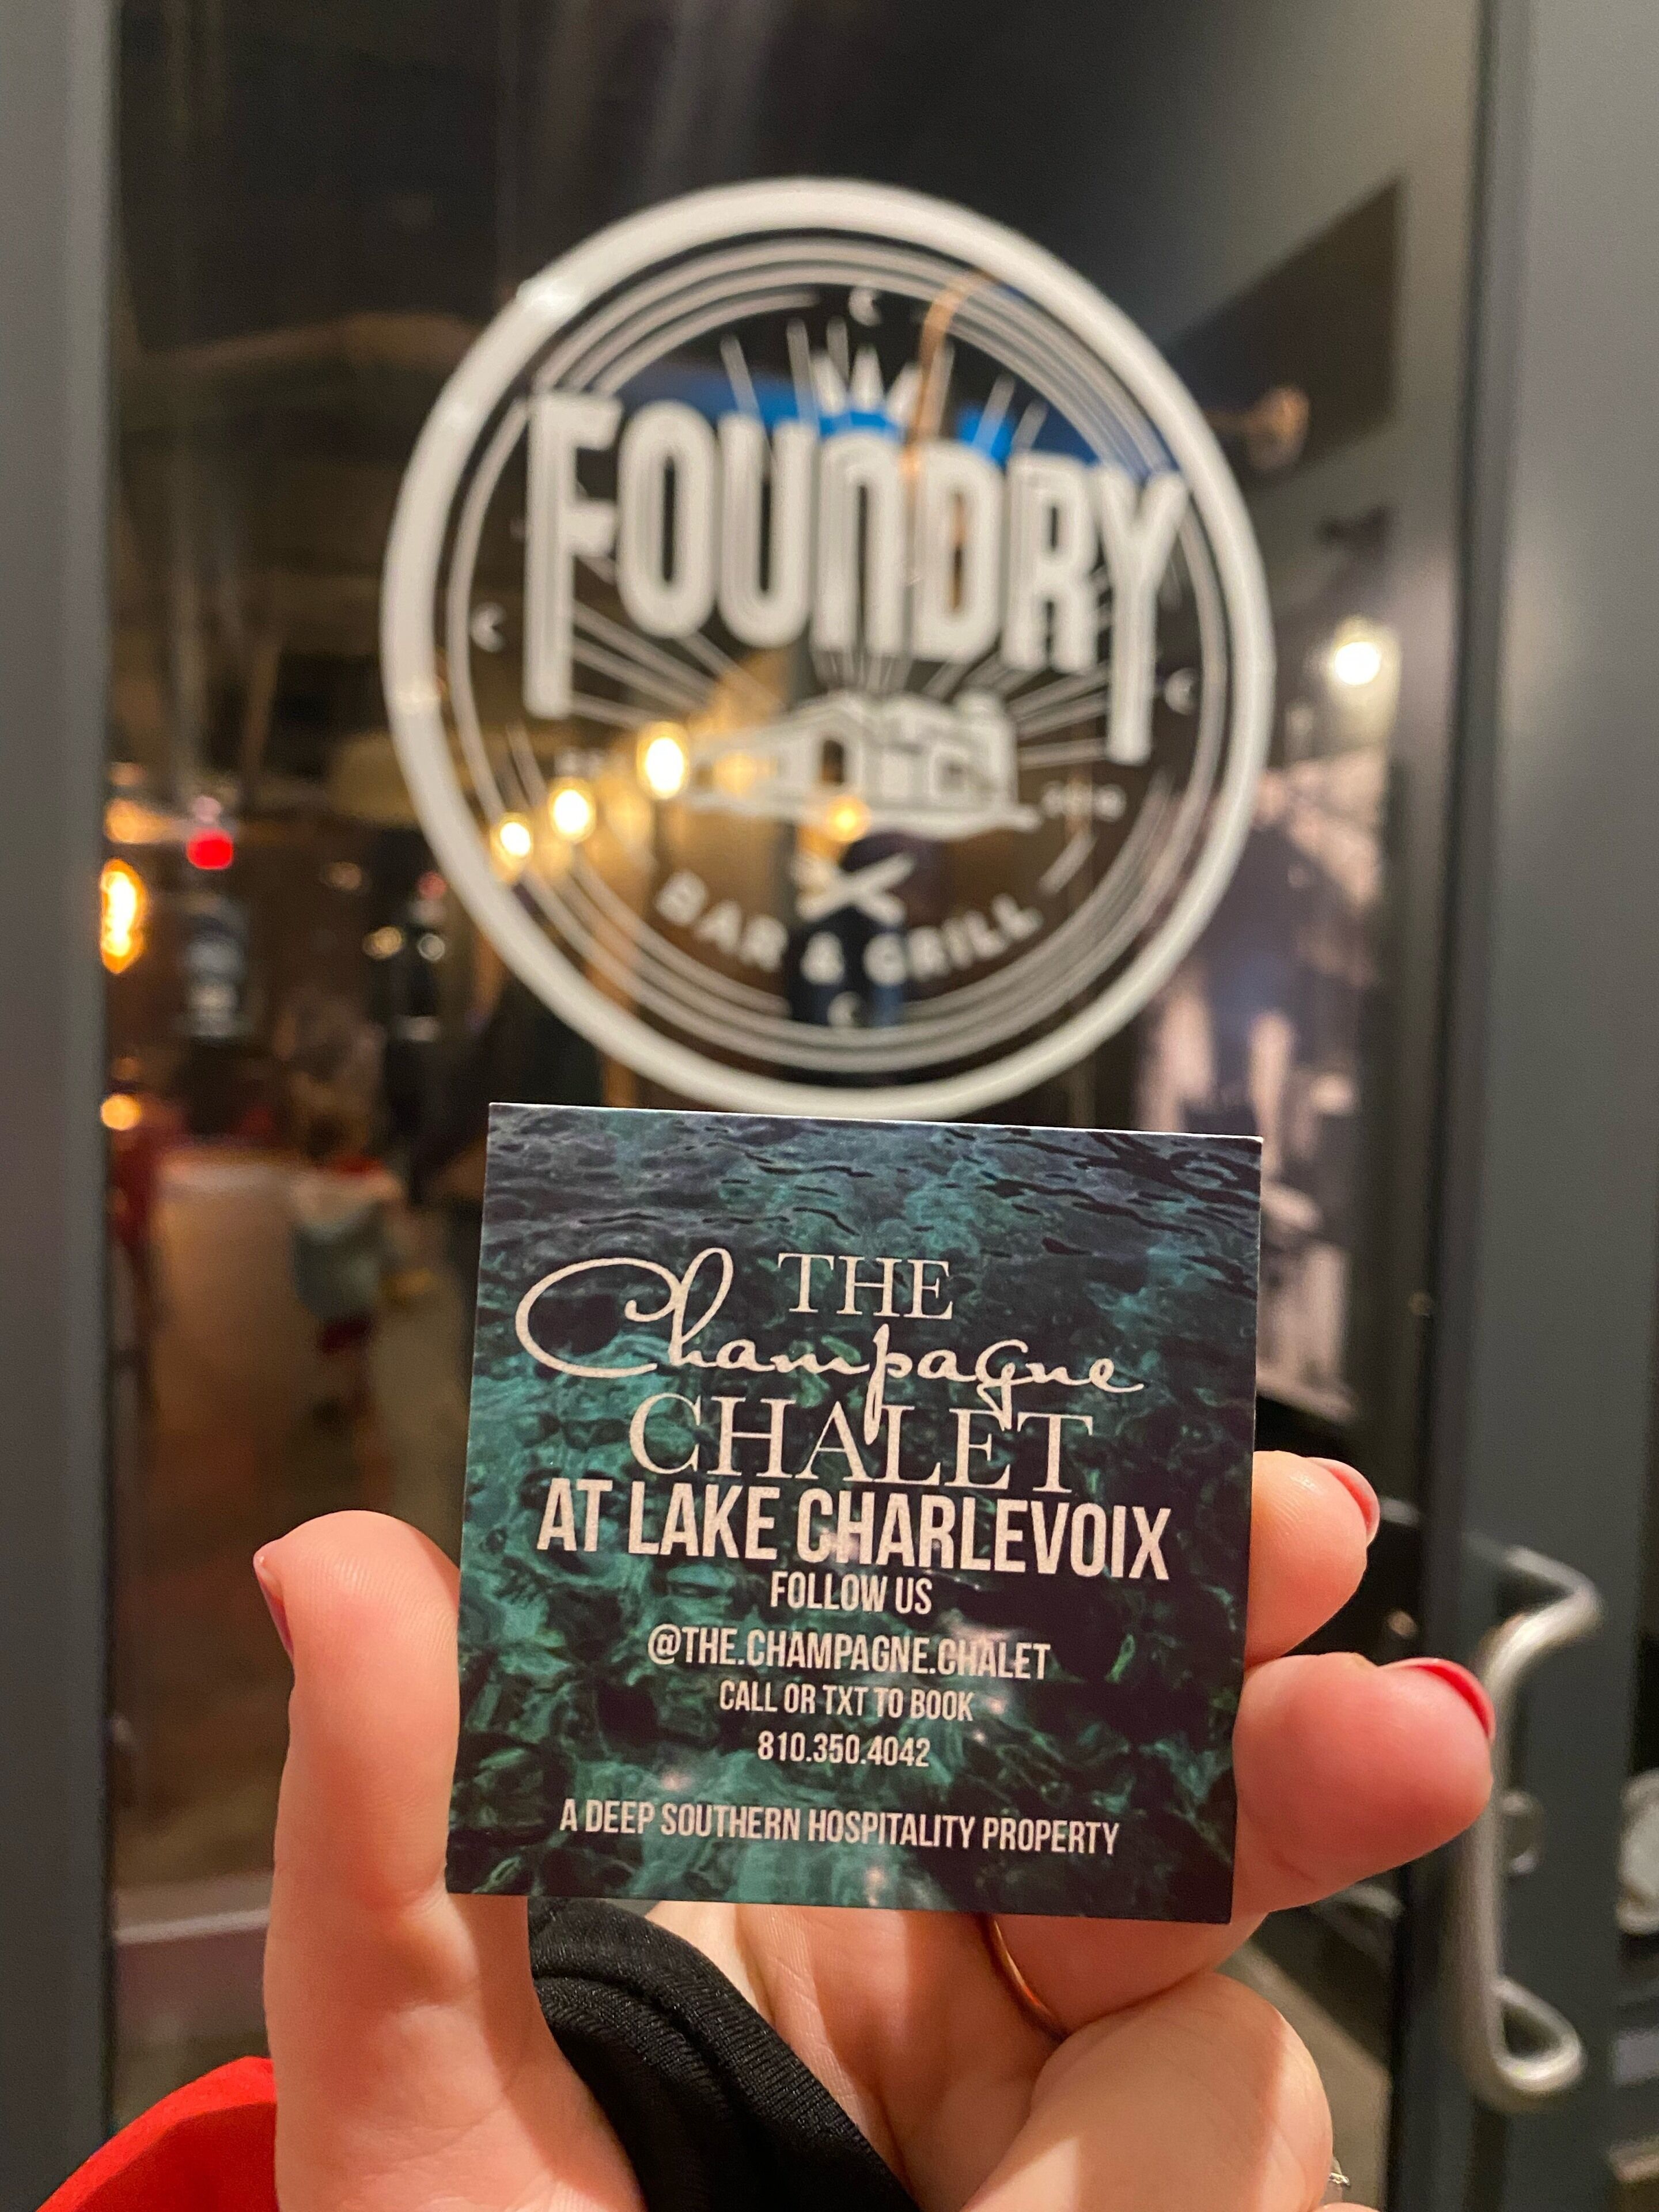 FOUNDRY
BAR & GRILL
THE
Champagne
CHALET
AT LAKE CHARLEVOIX
FOLLOW US
@THE.CHAMPAGNE.CHALET
CALL OR TXT TO BOOK
810.350.4042
A DEEP SOUTHERN HOSPITALITY PROPERTY